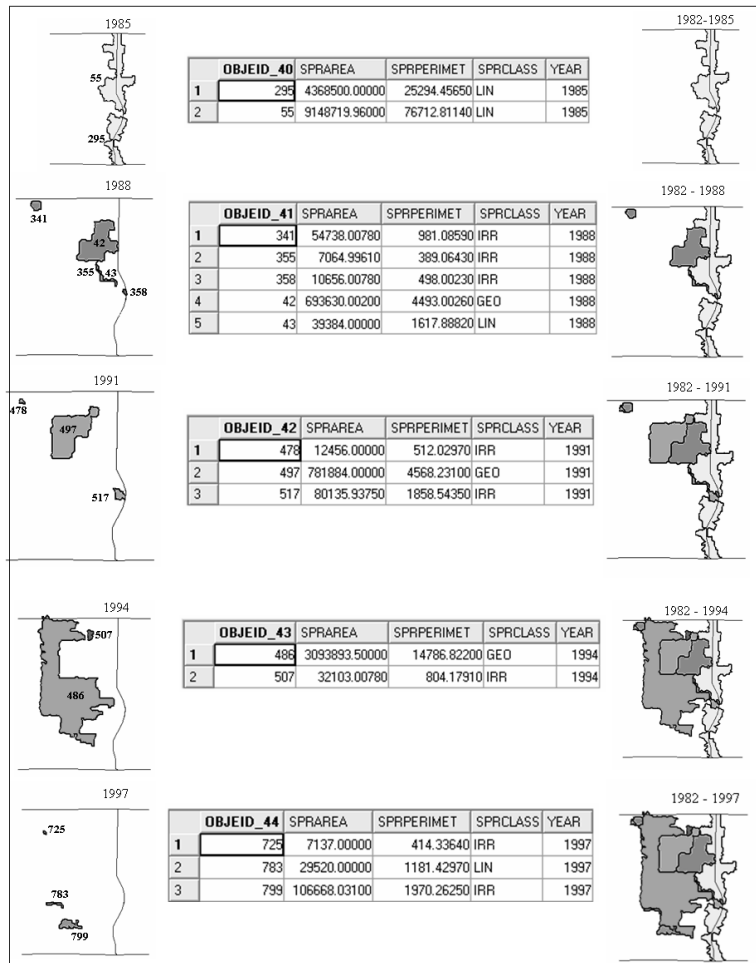 1985
1982-1985
55
295
OBJEID_40 SPRAREA SPRPERIMET SPRCLASS YEAR
1 295 4368500.00000 25294.45650 LIN 1985
2 55 9148719.96000 76712.81140 LIN 1985
1988
1982 - 1988
341
42
355 43
358
OBJEID_41 SPRAREA SPRPERIMET SPRCLASS YEAR
1 341 54738.00780 981.08590 IRR 1988
2 355 7064.99610 389.06430 IRR 1988
3 358 10656.00780 498.00230 IRR 1988
4 42 693630.00200 4493.00260 GEO 1988
5 43 39384.00000 1617.88820 LIN 1988
1991
1982 - 1991
478
497
517
OBJEID_42 SPRAREA SPRPERIMET SPRCLASS YEAR
1 478 12456.00000 512.02970 IRR 1991
2 497 781884.00000 4568.23100 GEO 1991
3 517 80135.93750 1858.54350 IRR 1991
1994
1982 - 1994
507
486
OBJEID_43 SPRAREA SPRPERIMET SPRCLASS YEAR
1 486 3093893.50000 14786.82200 GEO 1994
2 507 32103.00780 804.17910 IRR 1994
1997
1982 - 1997
725
783
799
OBJEID_44 SPRAREA SPRPERIMET SPRCLASS YEAR
1 725 7137.00000 414.33640 IRR 1997
2 783 29520.00000 1181.42970 LIN 1997
3 799 106668.03100 1970.26250 IRR 1997